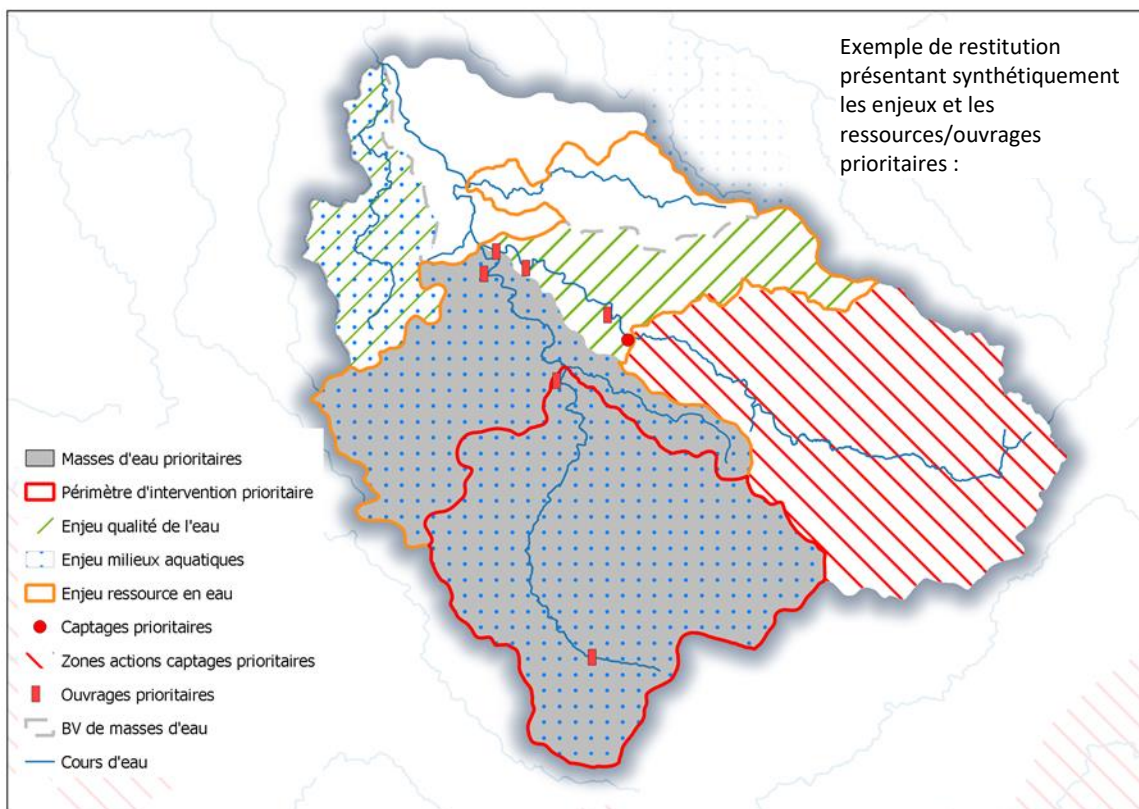 Exemple de restitution
présentant synthétiquement
les enjeux et les
ressources/ouvrages
prioritaires :
Masses d'eau prioritaires
Périmètre d'intervention prioritaire
Enjeu qualité de l'eau
Enjeu milieux aquatiques
Enjeu ressource en eau
Captages prioritaires
Zones actions captages prioritaires
Ouvrages prioritaires
BV de masses d'eau
Cours d'eau